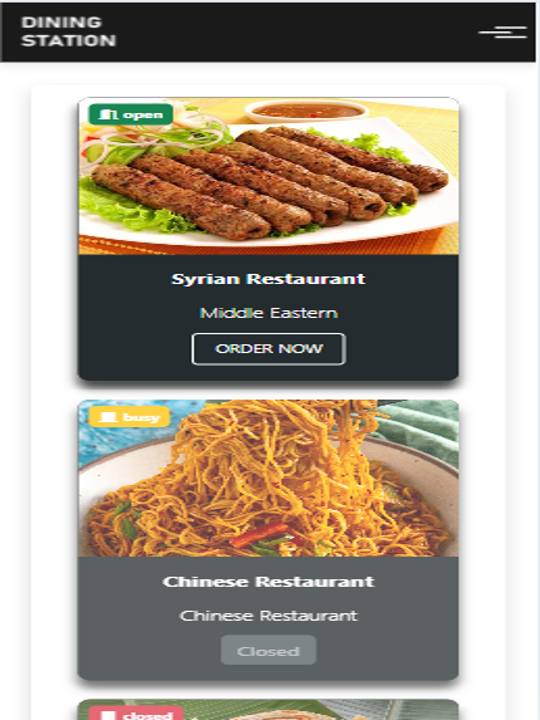 DINING
STATION
open
Syrian Restaurant
Middle Eastern
ORDER NOW
busy
Chinese Restaurant
Chinese Restaurant
Closed
closed